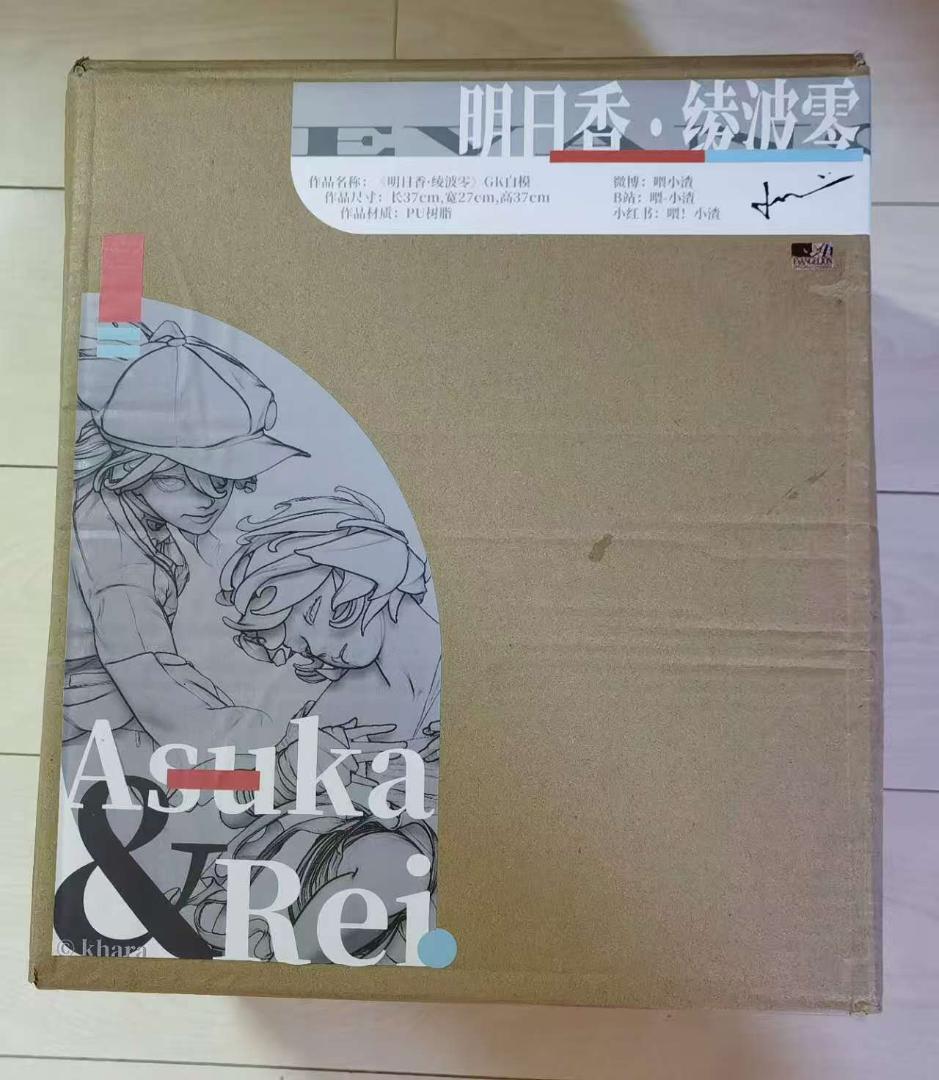 明日香·绫波零
作品名称：《明日香·绫波零》GK白模
作品尺寸：长37cm,宽27cm,高37cm
作品材质：PU树脂
微博：喂小渣
B站：喂-小渣
小红书：喂！小渣
EVANGELION
Asuka
&
Rei
© khara